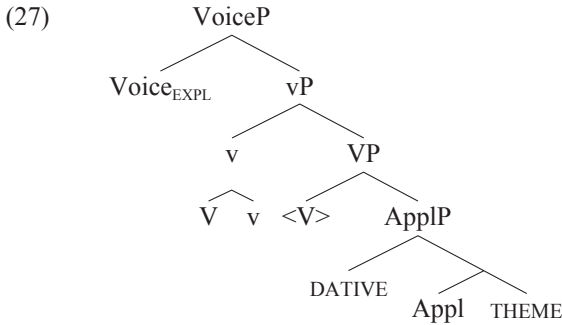 (27) VoiceP
Voice_EXPL vP
v VP
V v <V> ApplP
DATIVE
Appl THEME